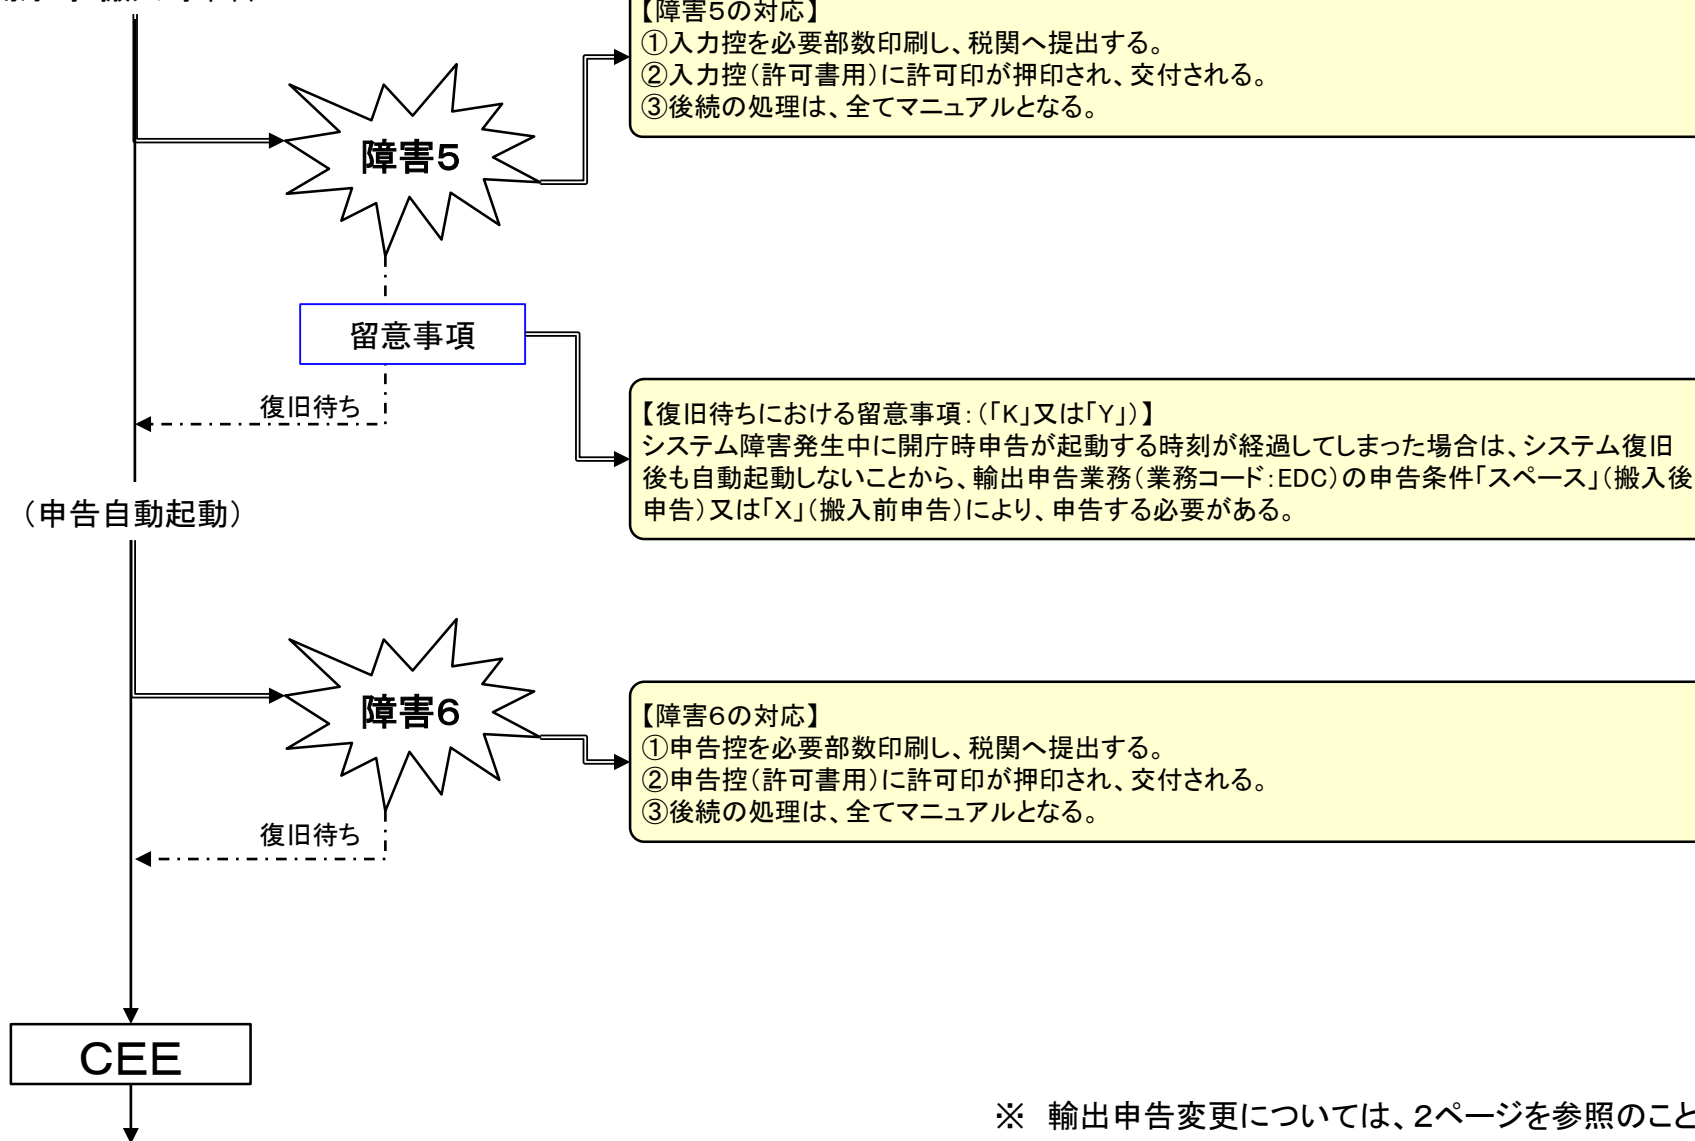 【障害5の対応】
①入力控を必要部数印刷し、税関へ提出する。
②入力控（許可書用）に許可印が押印され、交付される。
③後続の処理は、全てマニュアルとなる。
障害5
留意事項
復旧待ち
【復旧待ちにおける留意事項：（「K」又は「Y」）】
システム障害発生中に開庁時申告が起動する時刻が経過してしまった場合は、システム復旧
後も自動起動しないことから、輸出申告業務（業務コード：EDC）の申告条件「スペース」（搬入後
申告）又は「X」（搬入前申告）により、申告する必要がある。
（申告自動起動）
障害6
【障害6の対応】
①申告控を必要部数印刷し、税関へ提出する。
②申告控（許可書用）に許可印が押印され、交付される。
③後続の処理は、全てマニュアルとなる。
復旧待ち
CEE
※　輸出申告変更については、2ページを参照のこと